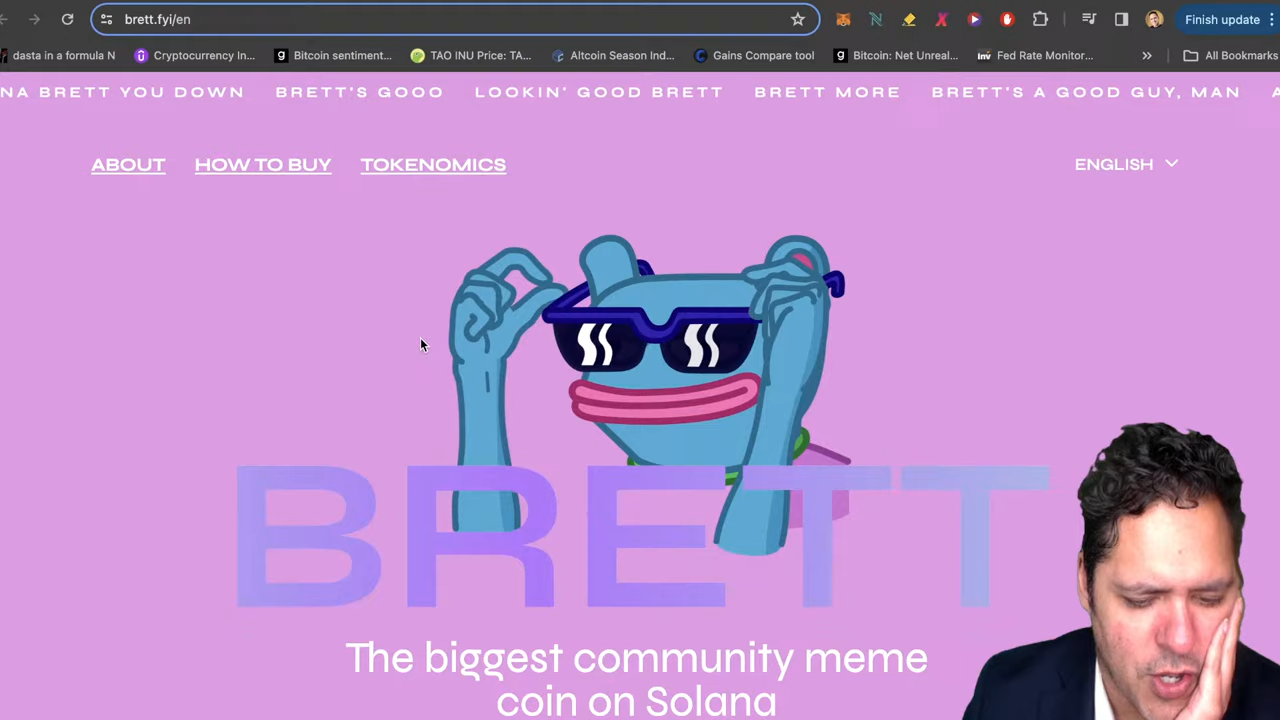 brett.fyi/en
Finish update
dasta in a formula N
Cryptocurrency In...
Bitcoin sentiment...
TAO INU Price: TA...
Altcoin Season Ind...
Gains Compare tool
Bitcoin: Net Unreal...
inv
Fed Rate Monitor...
»
All Bookmarks
NA BRETT YOU DOWN BRETT'S GOOO LOOKIN' GOOD BRETT BRETT MORE BRETT'S A GOOD GUY, MAN
ABOUT HOW TO BUY TOKENOMICS ENGLISH
BRETT
The biggest community meme
coin on Solana